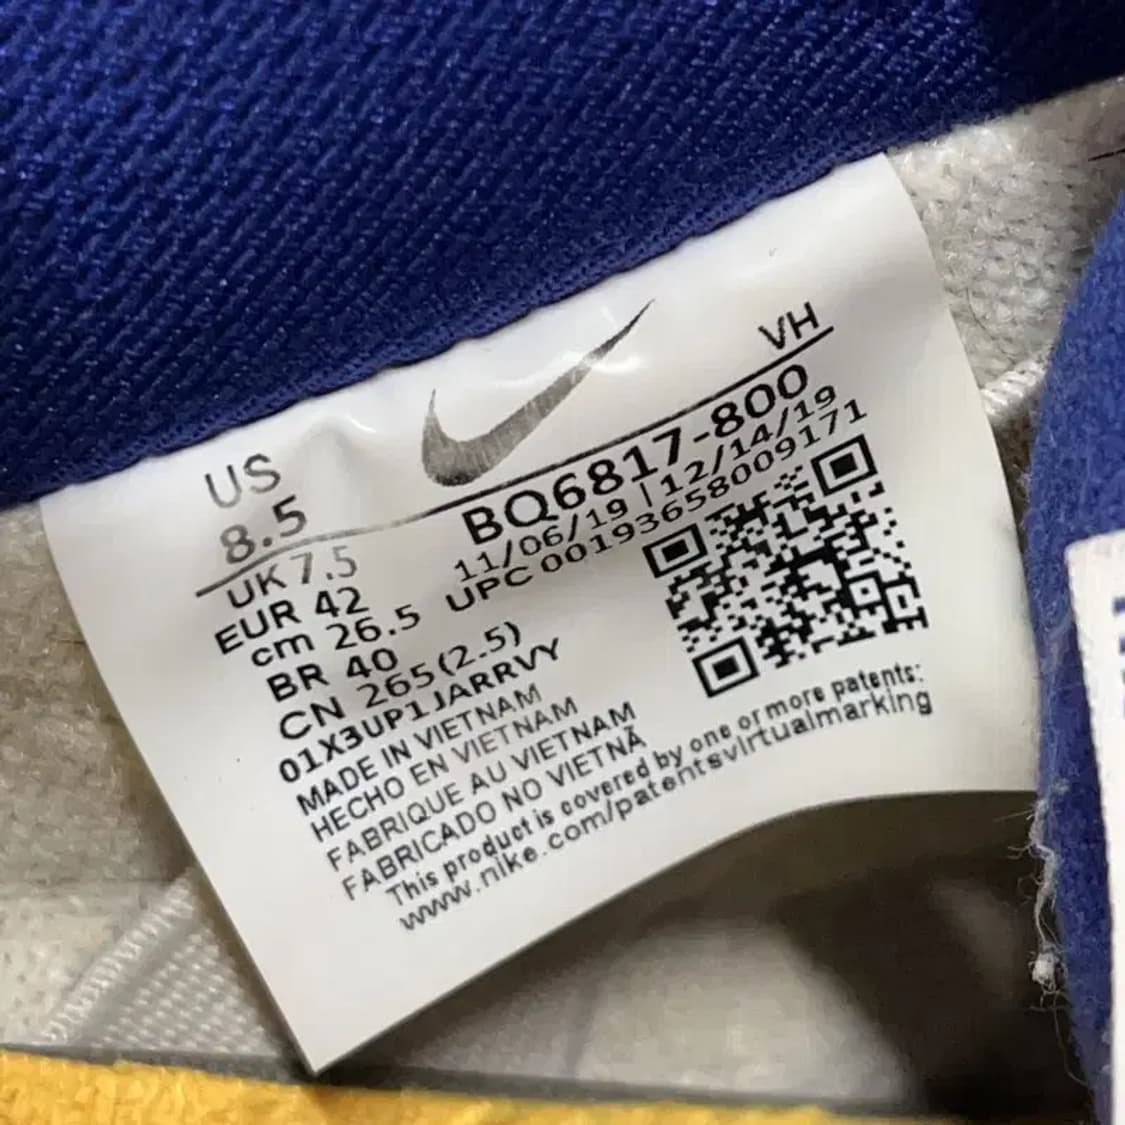 US
8.5
UK 7.5
EUR 42
cm 26.5
BR 40
CN 265(2.5)
01X3UP1JARRVY
MADE IN VIETNAM
HECHO EN VIETNAM
FABRIQUE AU VIETNAM
FABRICADO NO VIETNÃ
This product is covered by one or more patents:
www.nike.com/patentsvirtualmarking
VH
BQ6817-800
11/06/19 | 12/14/19
UPC 00193658009171